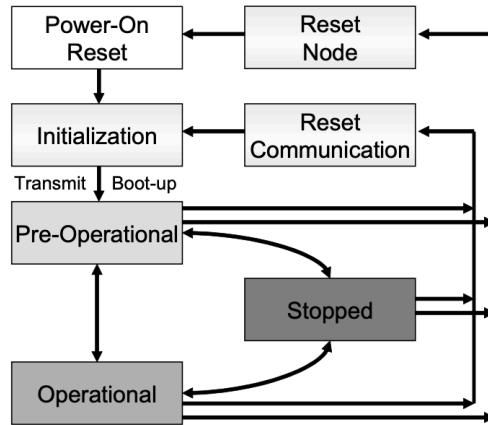 Power-On
Reset
Reset
Node
Initialization
Reset
Communication
Transmit Boot-up
Pre-Operational
Stopped
Operational